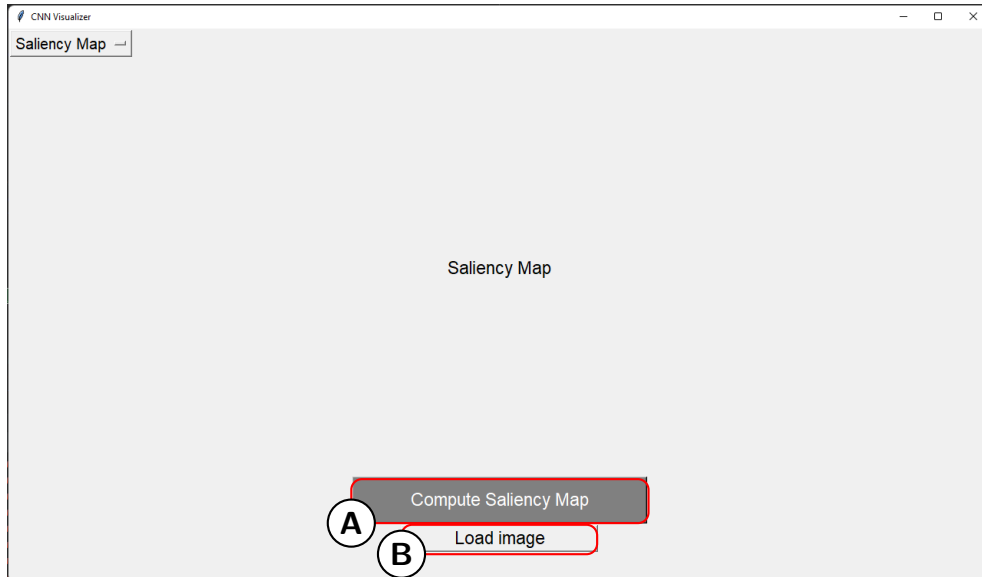 CNN Visualizer
Saliency Map
Saliency Map
Compute Saliency Map
A
Load image
B